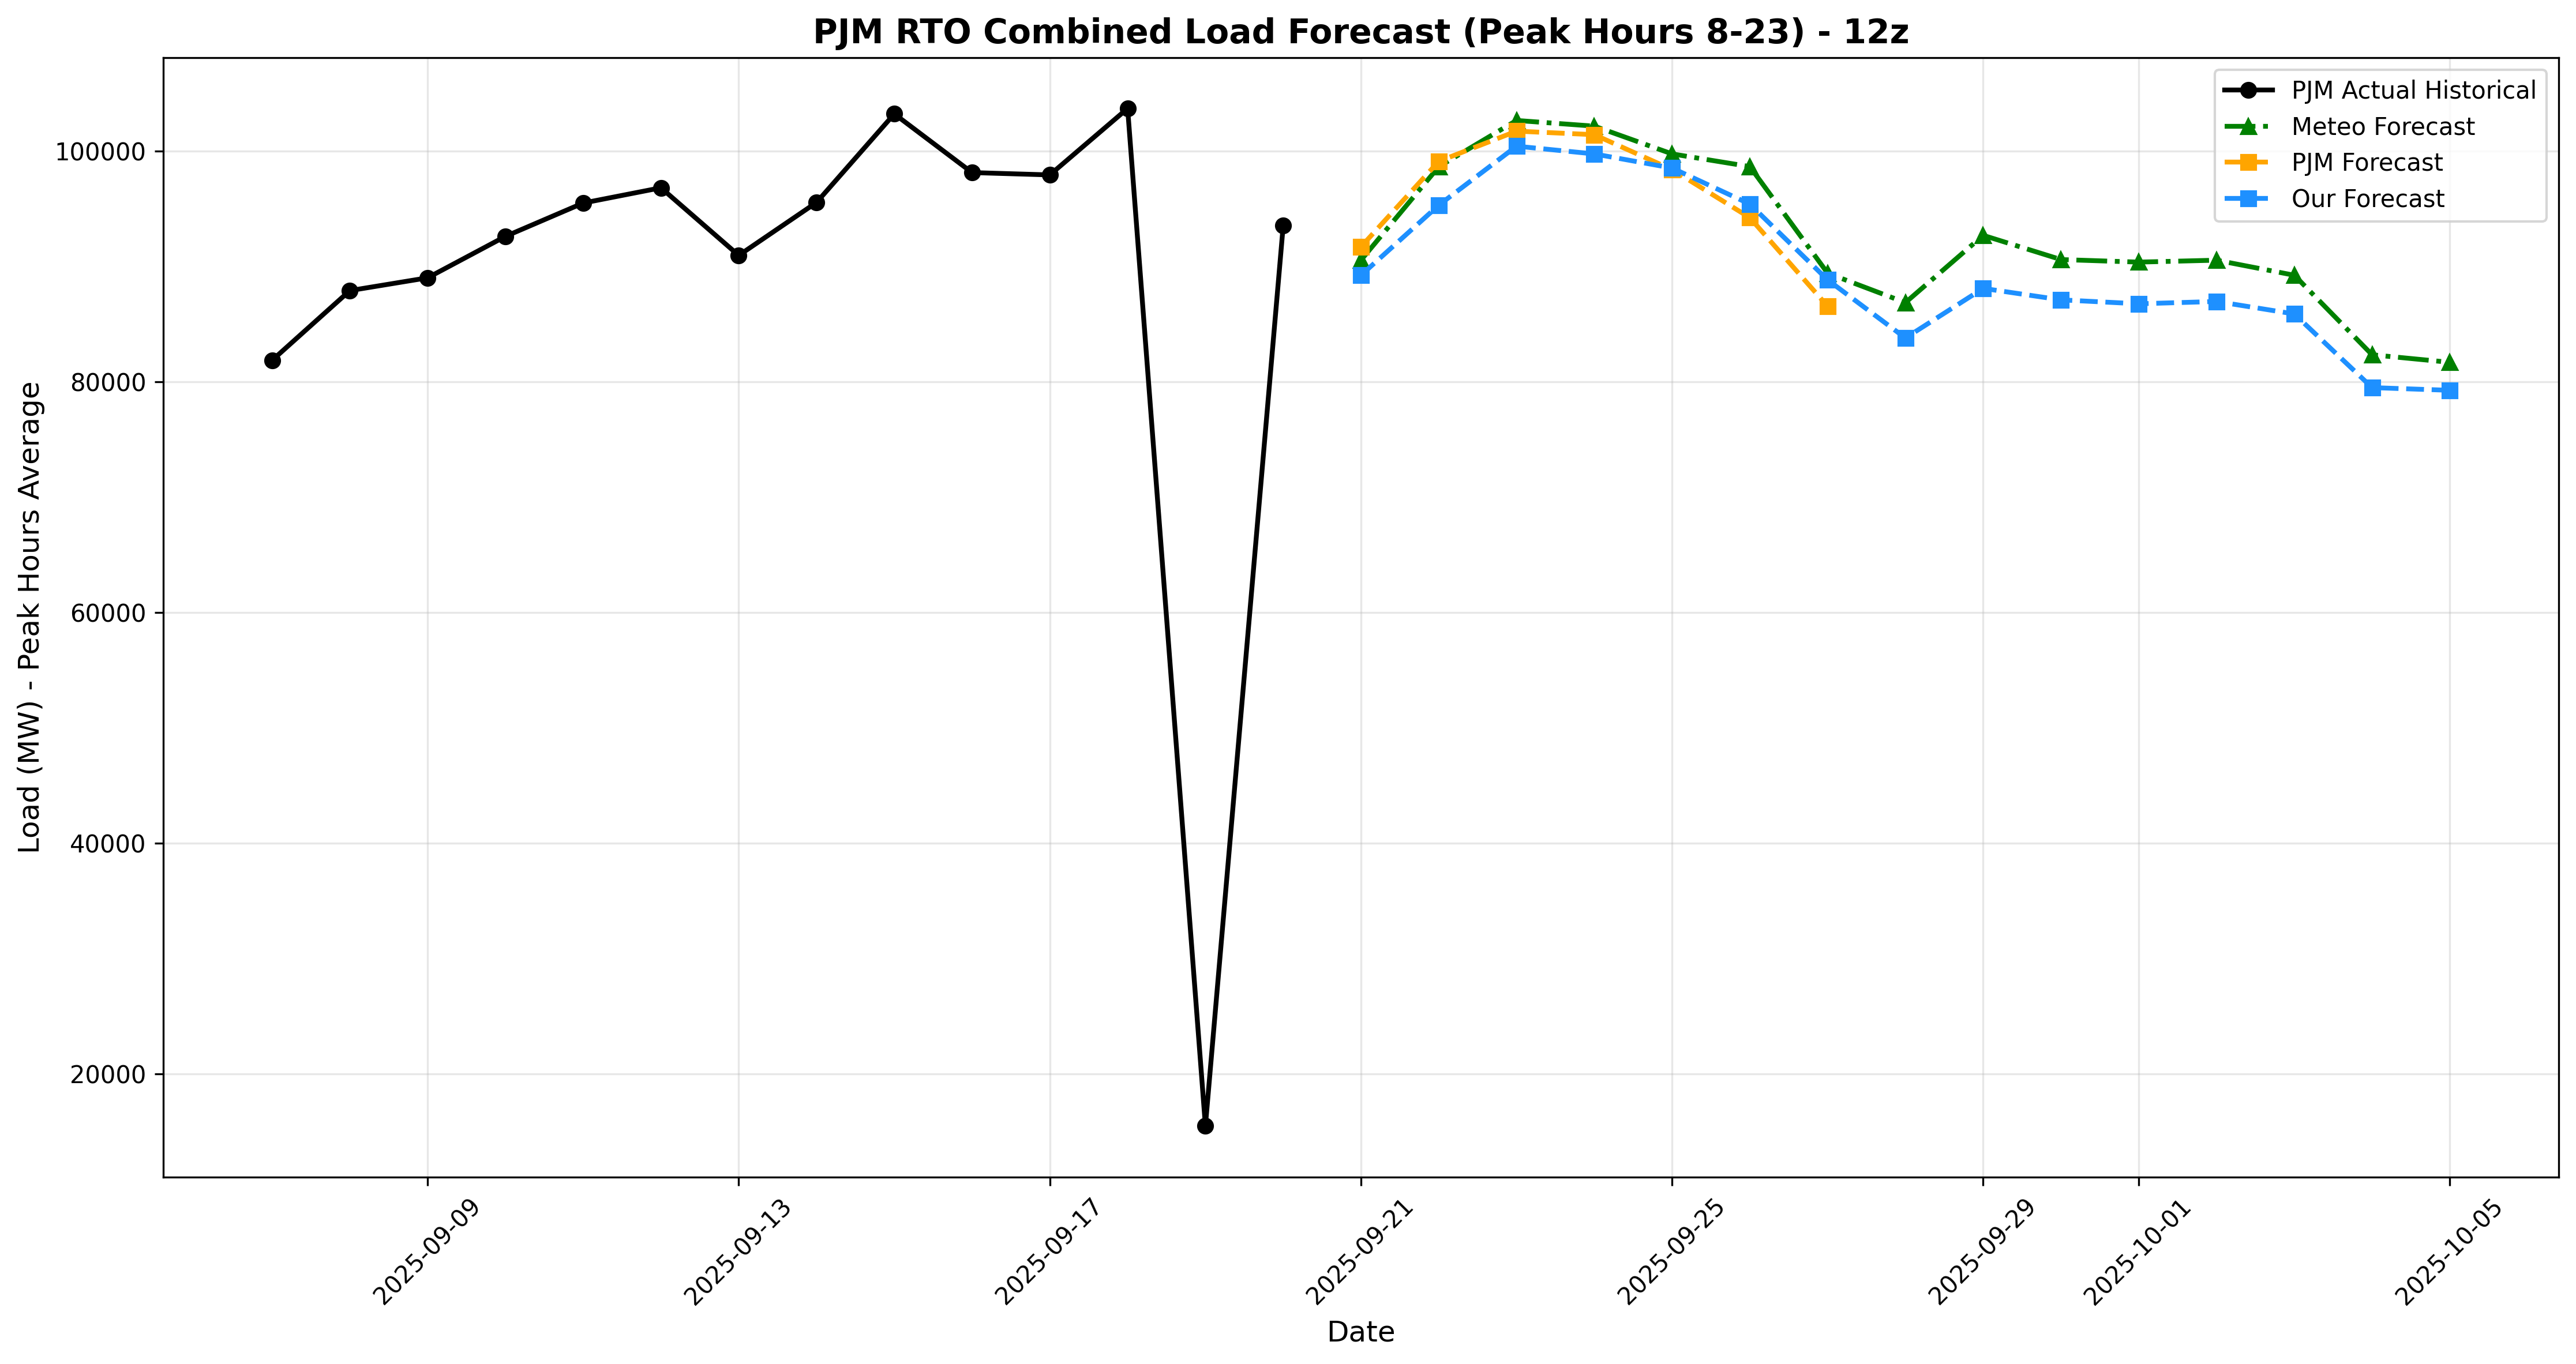 PJM RTO Combined Load Forecast (Peak Hours 8-23) - 12z
PJM Actual Historical
Meteo Forecast
PJM Forecast
Our Forecast
Load (MW) - Peak Hours Average
100000
80000
60000
40000
20000
2025-09-09
2025-09-13
2025-09-17
2025-09-21
2025-09-25
2025-09-29
2025-10-01
2025-10-05
Date